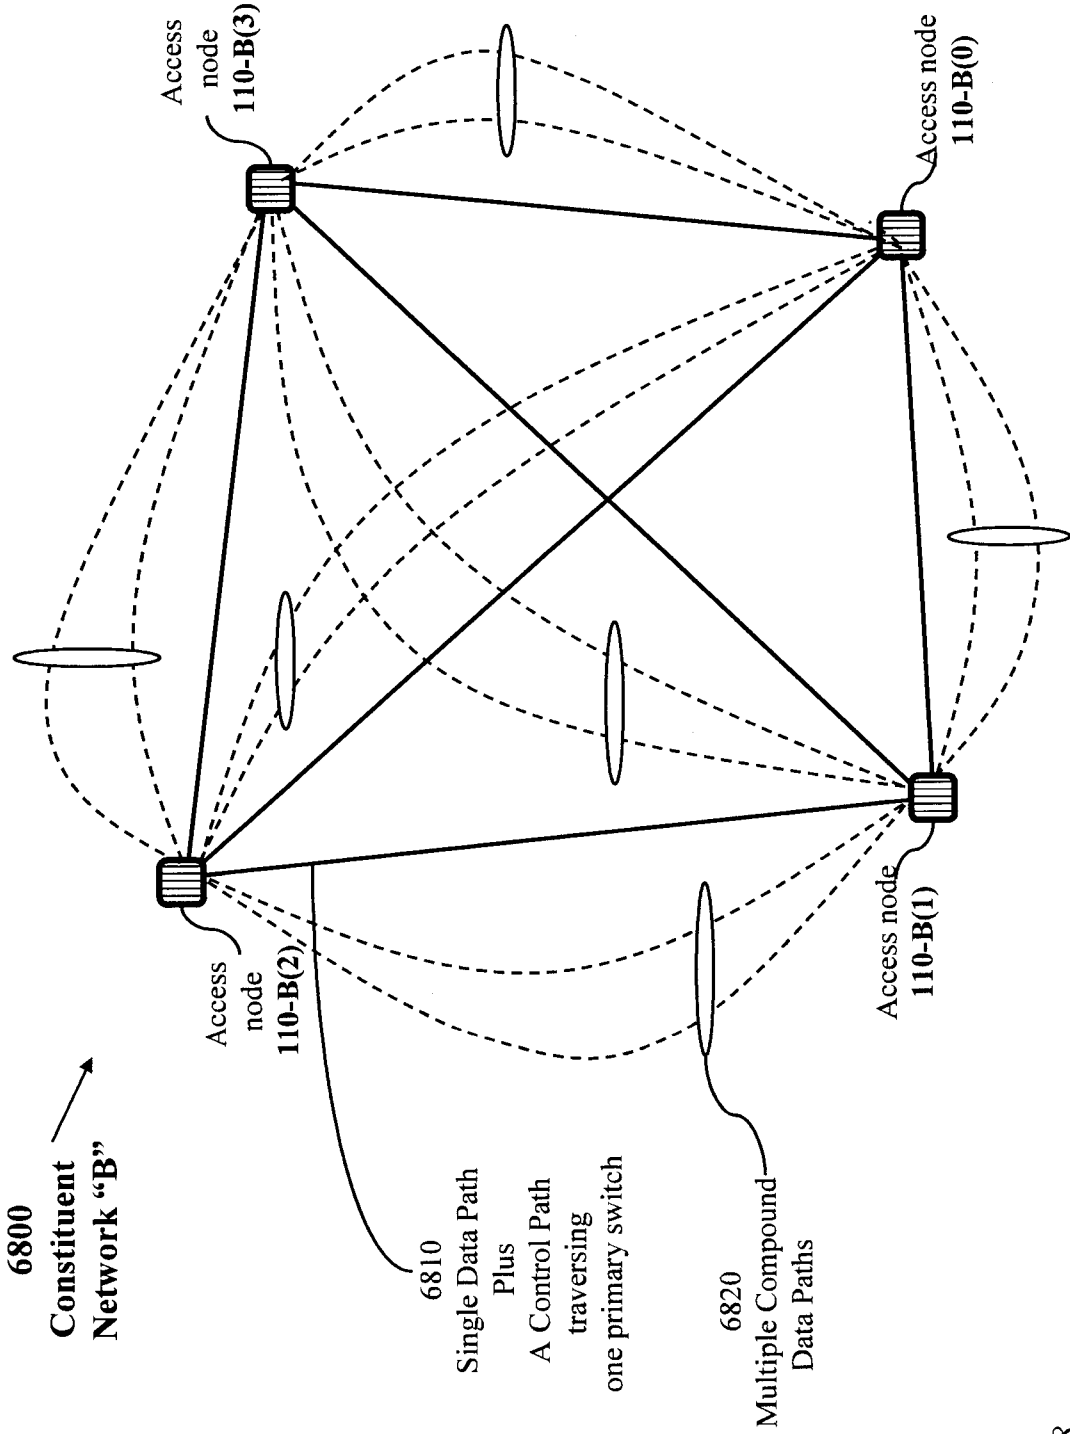 6800
Constituent
Network “B”
Access
node
110-B(2)
Access
node
110-B(3)
6810
Single Data Path
Plus
A Control Path
traversing
one primary switch
6820
Multiple Compound
Data Paths
Access node
110-B(1)
Access node
110-B(0)